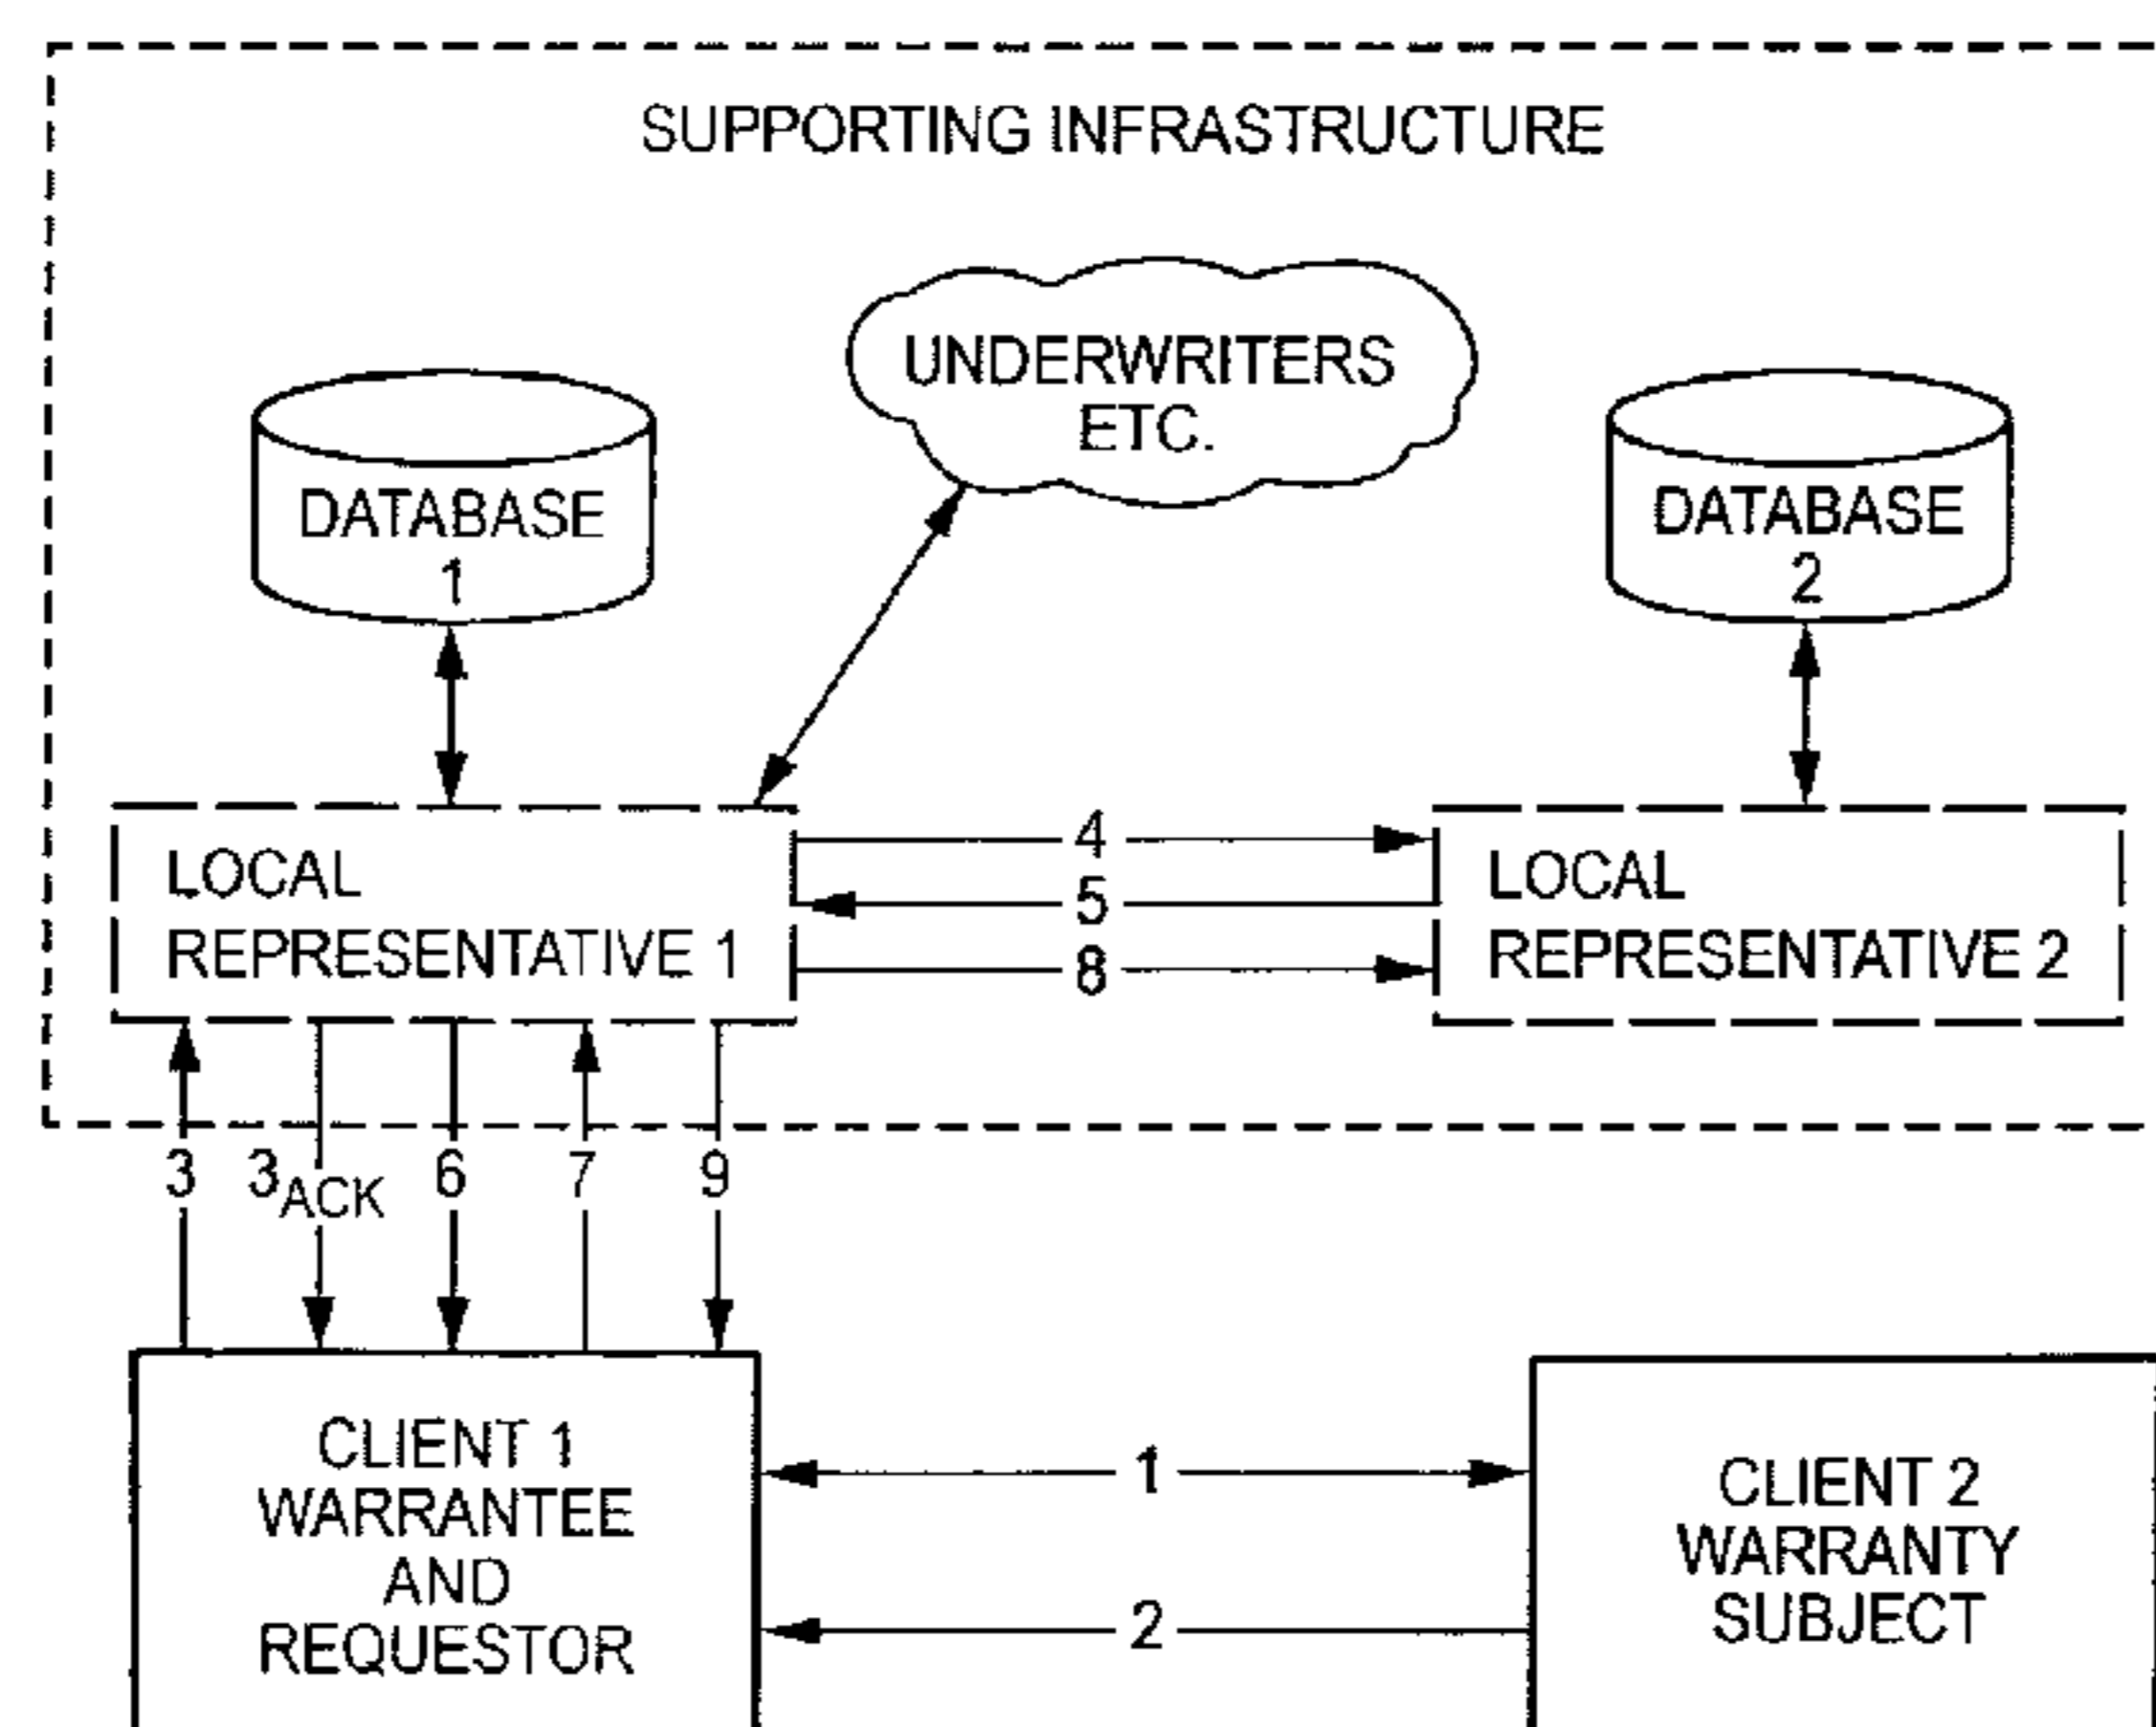 SUPPORTING INFRASTRUCTURE
UNDERWRITERS
ETC.
DATABASE
1
DATABASE
2
LOCAL
REPRESENTATIVE 1
4
5
8
LOCAL
REPRESENTATIVE 2
3
3ACK
6
7
9
CLIENT 1
WARRANTEE
AND
REQUESTOR
1
2
CLIENT 2
WARRANTY
SUBJECT